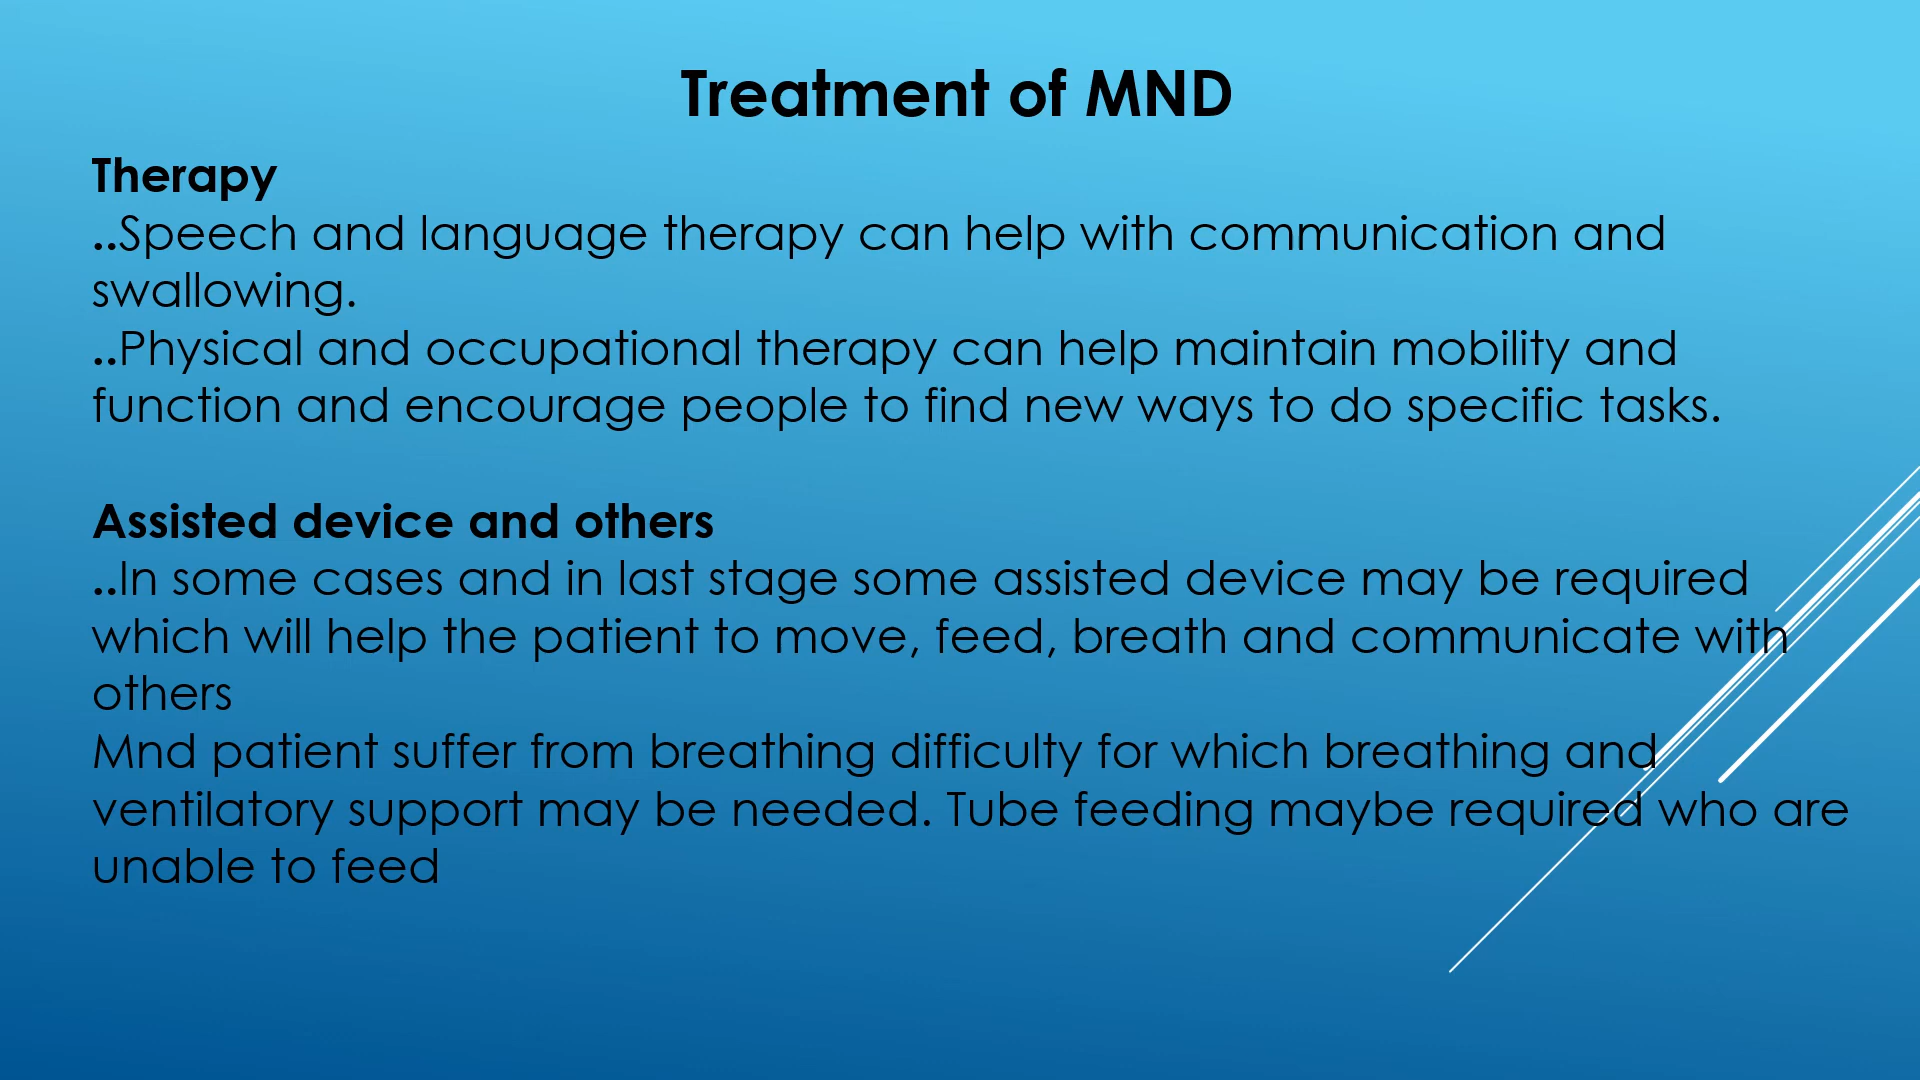 Treatment of MND
Therapy
..Speech and language therapy can help with communication and
swallowing.
..Physical and occupational therapy can help maintain mobility and
function and encourage people to find new ways to do specific tasks.
Assisted device and others
..In some cases and in last stage some assisted device may be required
which will help the patient to move, feed, breath and communicate with
others
Mnd patient suffer from breathing difficulty for which breathing and
ventilatory support may be needed. Tube feeding maybe required who are
unable to feed